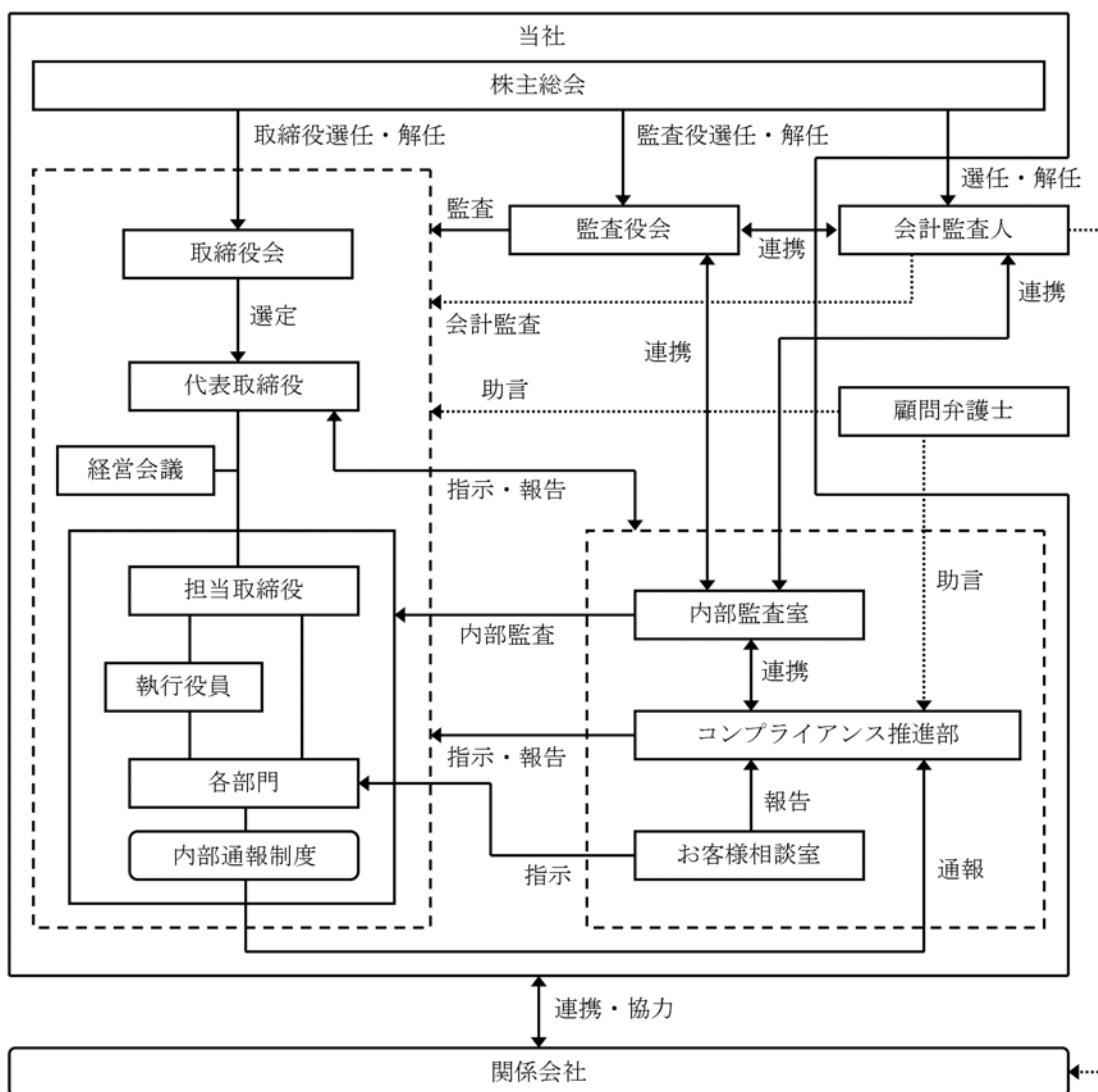 当社
株主総会
取締役選任・解任
監査役選任・解任
選任・解任
監査
監査役会
連携
会計監査人
取締役会
連携
選定
会計監査
連携
代表取締役
助言
顧問弁護士
経営会議
指示・報告
担当取締役
助言
内部監査室
内部監査
連携
執行役員
コンプライアンス推進部
指示・報告
各部門
報告
内部通報制度
お客様相談室
指示
通報
連携・協力
関係会社